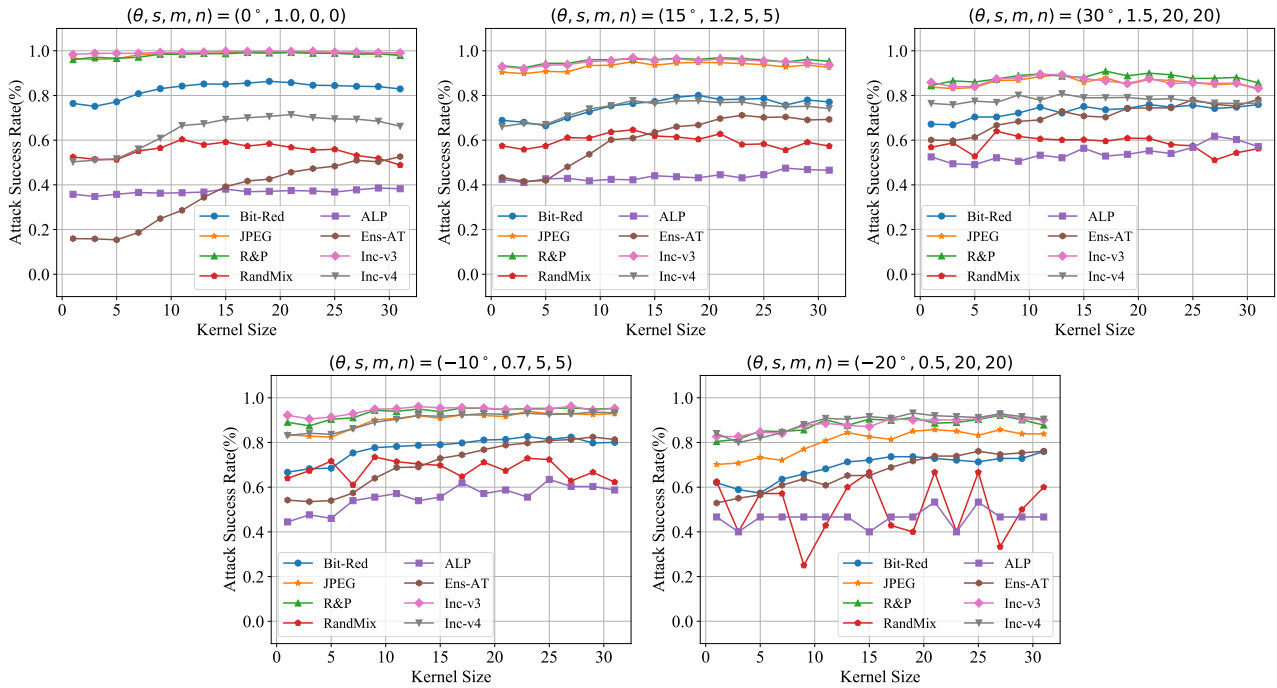 (θ, s, m, n) = (0°, 1.0, 0, 0)
Attack Success Rate(%)
1.0
0.8
0.6
0.4
0.2
0.0
Bit-Red
JPEG
R&P
RandMix
ALP
Ens-AT
Inc-v3
Inc-v4
0 5 10 15 20 25 30
Kernel Size
(θ, s, m, n) = (15°, 1.2, 5, 5)
Attack Success Rate(%)
1.0
0.8
0.6
0.4
0.2
0.0
Bit-Red
JPEG
R&P
RandMix
ALP
Ens-AT
Inc-v3
Inc-v4
0 5 10 15 20 25 30
Kernel Size
(θ, s, m, n) = (30°, 1.5, 20, 20)
Attack Success Rate(%)
1.0
0.8
0.6
0.4
0.2
0.0
Bit-Red
JPEG
R&P
RandMix
ALP
Ens-AT
Inc-v3
Inc-v4
0 5 10 15 20 25 30
Kernel Size
(θ, s, m, n) = (−10°, 0.7, 5, 5)
Attack Success Rate(%)
1.0
0.8
0.6
0.4
0.2
0.0
Bit-Red
JPEG
R&P
RandMix
ALP
Ens-AT
Inc-v3
Inc-v4
0 5 10 15 20 25 30
Kernel Size
(θ, s, m, n) = (−20°, 0.5, 20, 20)
Attack Success Rate(%)
1.0
0.8
0.6
0.4
0.2
0.0
Bit-Red
JPEG
R&P
RandMix
ALP
Ens-AT
Inc-v3
Inc-v4
0 5 10 15 20 25 30
Kernel Size